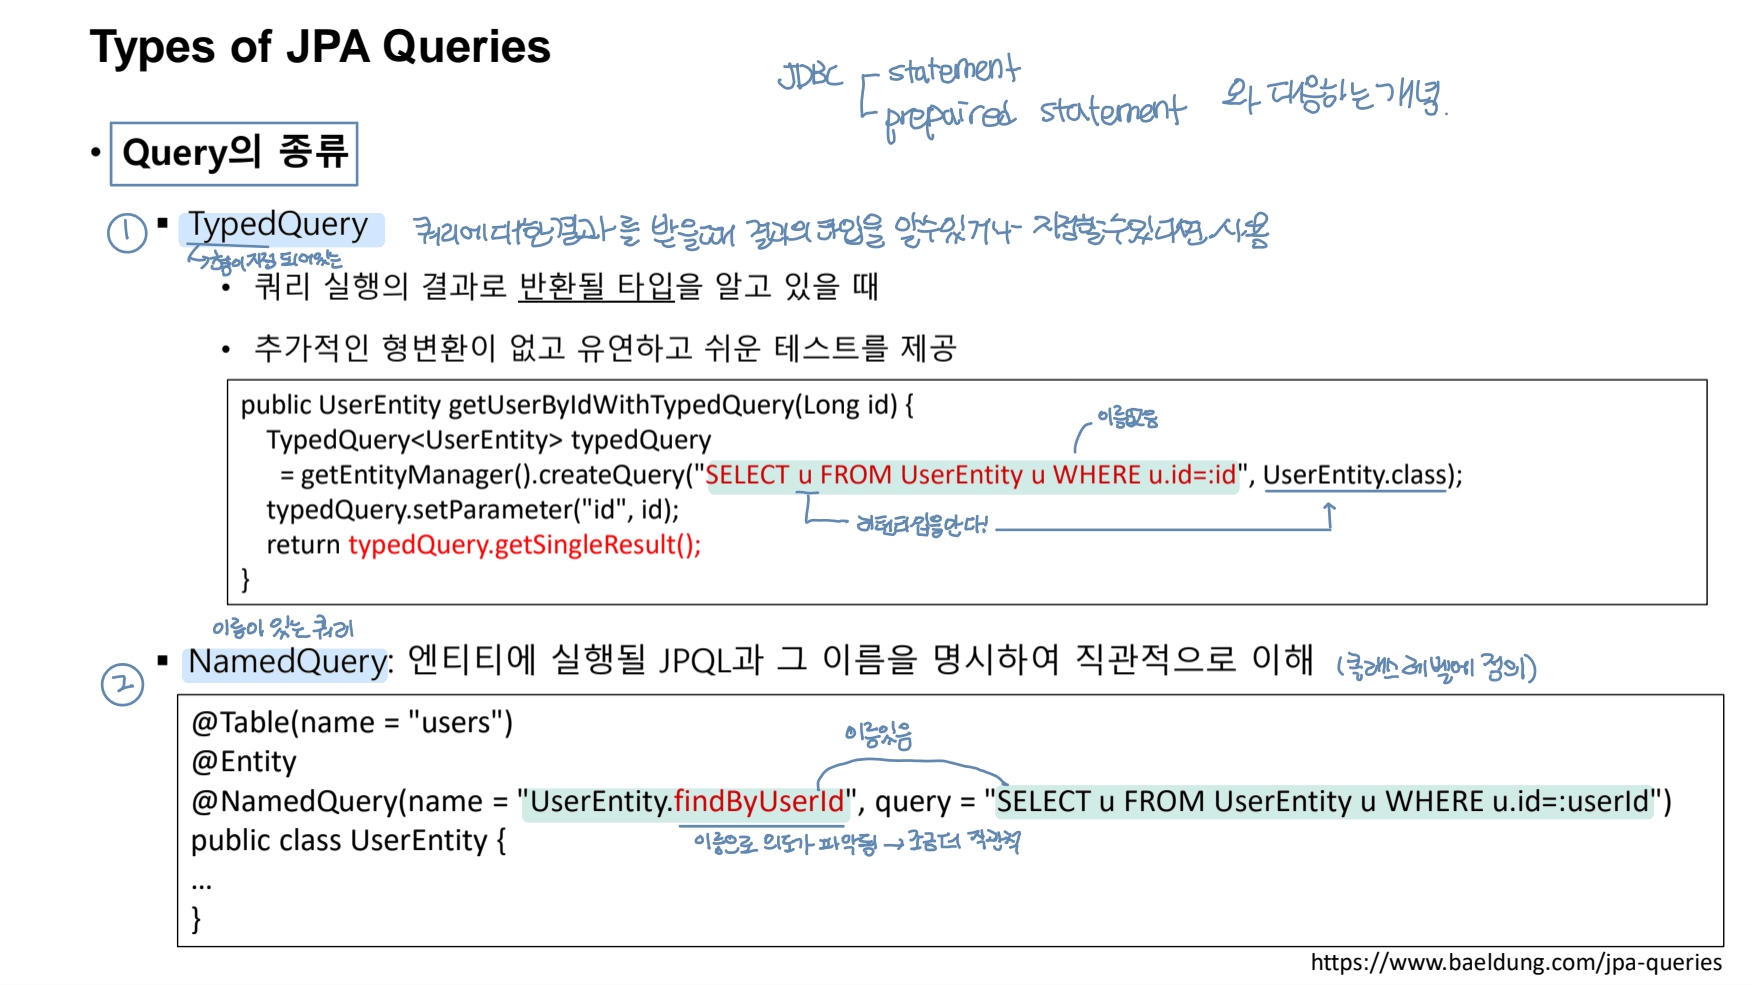 Types of JPA Queries
JDBC statement
prepaired statement 와 대응하는 개념.
• Query의 종류
① ▪ TypedQuery 쿼리에 대한 결과를 받을때 결과의 타입을 알수있거나 지정할수있다면 사용
형이 지정 되어있는
• 쿼리 실행의 결과로 반환될 타입을 알고 있을 때
• 추가적인 형변환이 없고 유연하고 쉬운 테스트를 제공
public UserEntity getUserByIdWithTypedQuery(Long id) {
이름없음
TypedQuery<UserEntity> typedQuery
= getEntityManager().createQuery("SELECT u FROM UserEntity u WHERE u.id=:id", UserEntity.class);
typedQuery.setParameter("id", id);
리턴타입을안다!
return typedQuery.getSingleResult();
}
이름이 있는 쿼리
② ▪ NamedQuery: 엔티티에 실행될 JPQL과 그 이름을 명시하여 직관적으로 이해 (클래스 레벨에 정의)
@Table(name = "users")
이름있음
@Entity
@NamedQuery(name = "UserEntity.findByUserId", query = "SELECT u FROM UserEntity u WHERE u.id=:userId")
public class UserEntity {
이름으로 의도가 파악됨 → 조금더 직관적
...
}
https://www.baeldung.com/jpa-queries